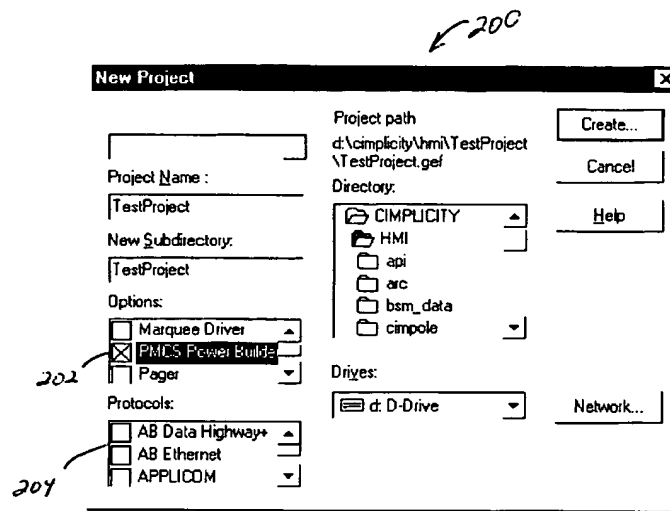 200
New Project
Project Name :
TestProject
New Subdirectory:
TestProject
Options:
Marquee Driver
PMCS Power Builde
Pager
Protocols:
AB Data Highway+
AB Ethernet
APPLICOM
Project path
d:\cimplicity\hmi\TestProject
\TestProject.gef
Directory:
CIMPLICITY
HMI
api
arc
bsm_data
cimpole
Drives:
d: D-Drive
Create...
Cancel
Help
Network...
202
204